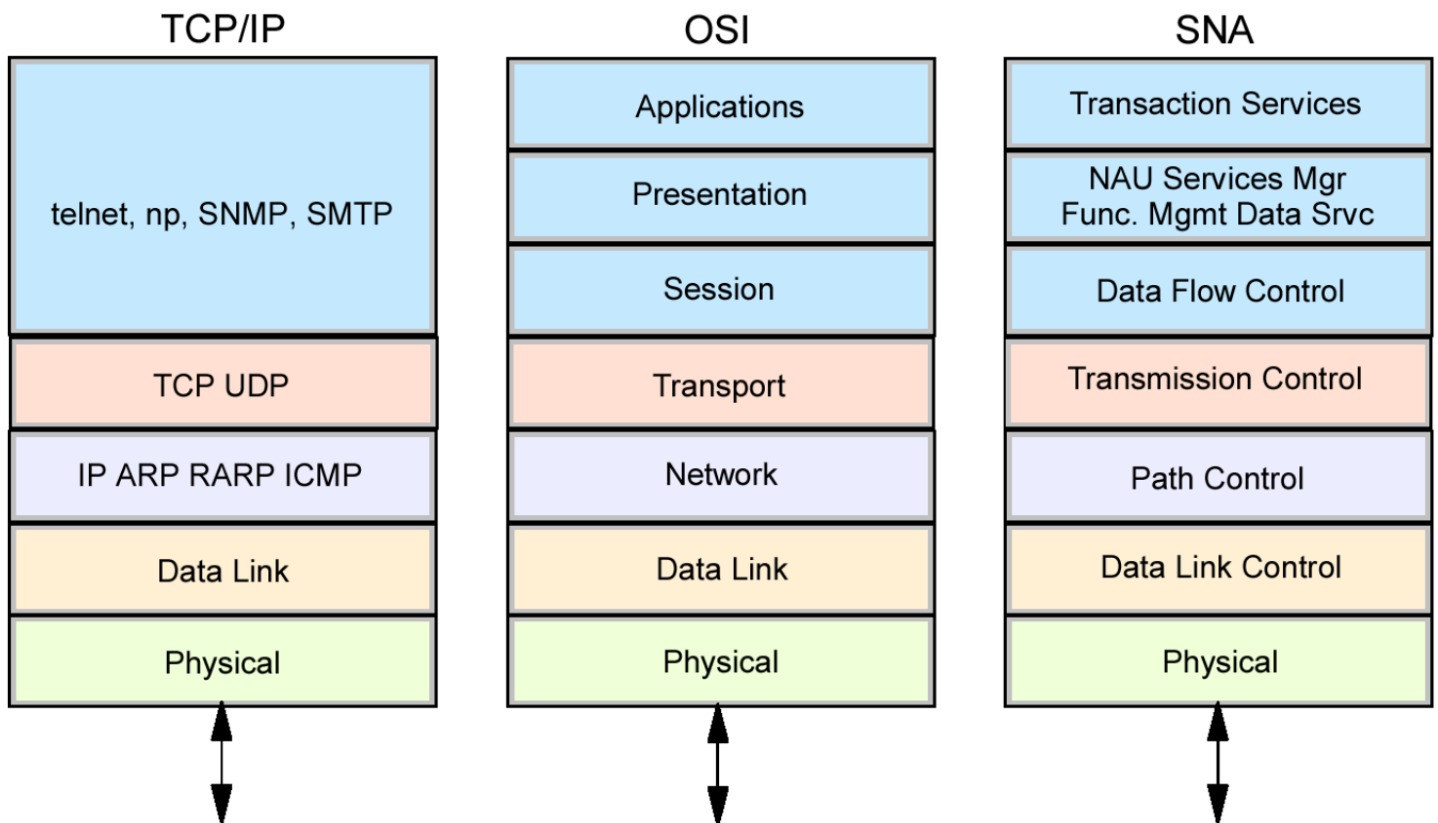 TCP/IP
telnet, np, SNMP, SMTP
TCP UDP
IP ARP RARP ICMP
Data Link
Physical
OSI
Applications
Presentation
Session
Transport
Network
Data Link
Physical
SNA
Transaction Services
NAU Services Mgr
Func. Mgmt Data Srvc
Data Flow Control
Transmission Control
Path Control
Data Link Control
Physical